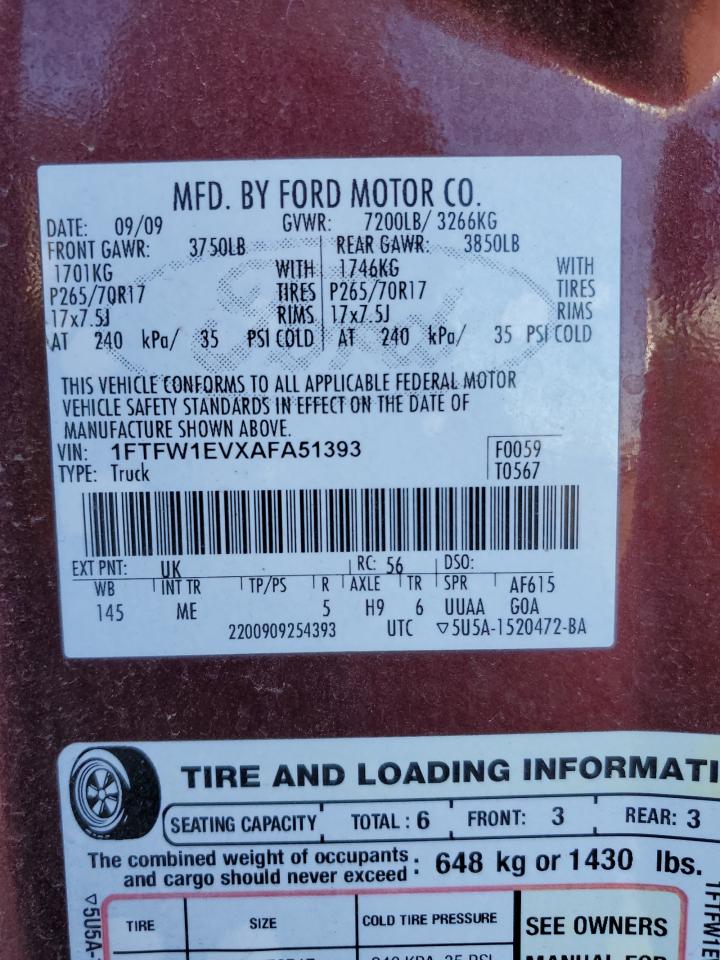 MFD. BY FORD MOTOR CO.
DATE: 09/09 GVWR: 7200LB/ 3266KG
FRONT GAWR: 3750LB REAR GAWR: 3850LB
1701KG WITH 1746KG WITH
P265/70R17 TIRES P265/70R17 TIRES
17x7.5J RIMS 17x7.5J RIMS
AT 240 kPa/ 35 PSI COLD AT 240 kPa/ 35 PSI COLD
THIS VEHICLE CONFORMS TO ALL APPLICABLE FEDERAL MOTOR
VEHICLE SAFETY STANDARDS IN EFFECT ON THE DATE OF
MANUFACTURE SHOWN ABOVE.
VIN: 1FTFW1EVXAFA51393 F0059
TYPE: Truck T0567
EXT PNT: UK RC: 56 DSO:
WB INT TR TP/PS R AXLE TR SPR AF615
145 ME 5 H9 6 UUAA GOA
2200909254393 UTC ▽5U5A-1520472-BA
TIRE AND LOADING INFORMATI
SEATING CAPACITY TOTAL : 6 FRONT: 3 REAR: 3
The combined weight of occupants
and cargo should never exceed : 648 kg or 1430 lbs.
TIRE SIZE COLD TIRE PRESSURE SEE OWNERS
MANUAL FOR
▽5U5A-
1FTFW1E